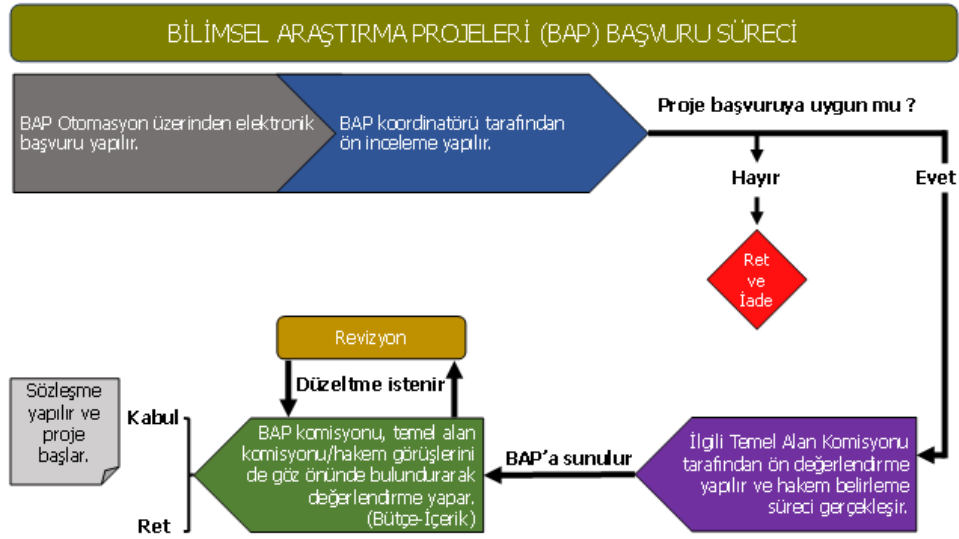 BİLİMSEL ARAŞTIRMA PROJELERİ (BAP) BAŞVURU SÜRECİ
BAP Otomasyon üzerinden elektronik
başvuru yapılır.
BAP koordinatörü tarafından
ön inceleme yapılır.
Proje başvuruya uygun mu ?
Hayır
Evet
Ret
ve
İade
Revizyon
Düzeltme istenir
Sözleşme
yapılır ve
proje
başlar.
Kabul
Ret
BAP komisyonu, temel alan
komisyonu/hakem görüşlerini
de göz önünde bulundurarak
değerlendirme yapar.
(Bütçe-İçerik)
BAP'a sunulur
İlgili Temel Alan Komisyonu
tarafından ön değerlendirme
yapılır ve hakem belirleme
süreci gerçekleşir.